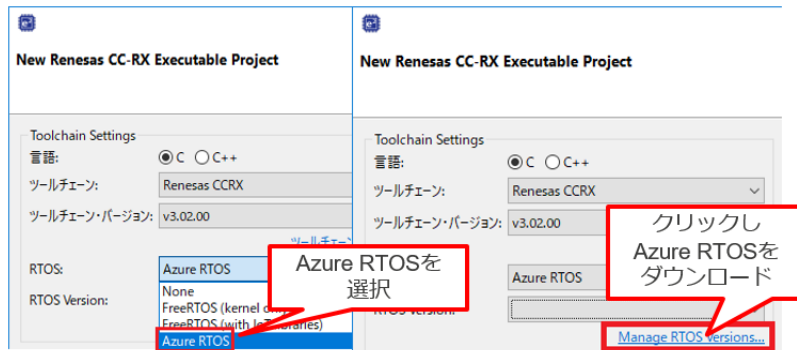 New Renesas CC-RX Executable Project
Toolchain Settings
言語:
C
C++
ツールチェーン:
Renesas CCRX
ツールチェーン・バージョン:
v3.02.00
RTOS:
Azure RTOS
RTOS Version:
None
FreeRTOS (kernel
FreeRTOS (with
Azure RTOS
Azure RTOSを
選択
New Renesas CC-RX Executable Project
Toolchain Settings
言語:
C
C++
ツールチェーン:
Renesas CCRX
ツールチェーン・バージョン:
v3.02.00
Azure RTOS
Manage RTOS Versions...
クリックし
Azure RTOSを
ダウンロード